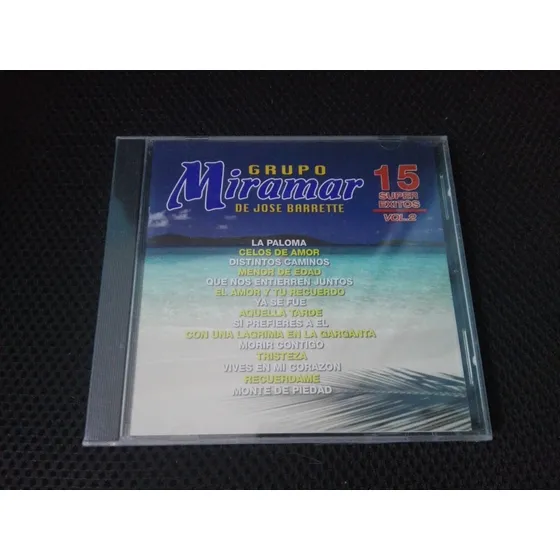 GRUPO
Miramar
DE JOSE BARRETTE
15
SUPER
EXITOS
VOL.2
LA PALOMA
CELOS DE AMOR
DISTINTOS CAMINOS
MENOR DE EDAD
QUE NOS ENTIERREN JUNTOS
EL AMOR Y TU RECUERDO
YA SE FUE
AQUELLA TARDE
SI PREFIERES A EL
CON UNA LAGRIMA EN LA GARGANTA
MORIR CONTIGO
TRISTEZA
VIVES EN MI CORAZON
RECUERDAME
MONTE DE PIEDAD